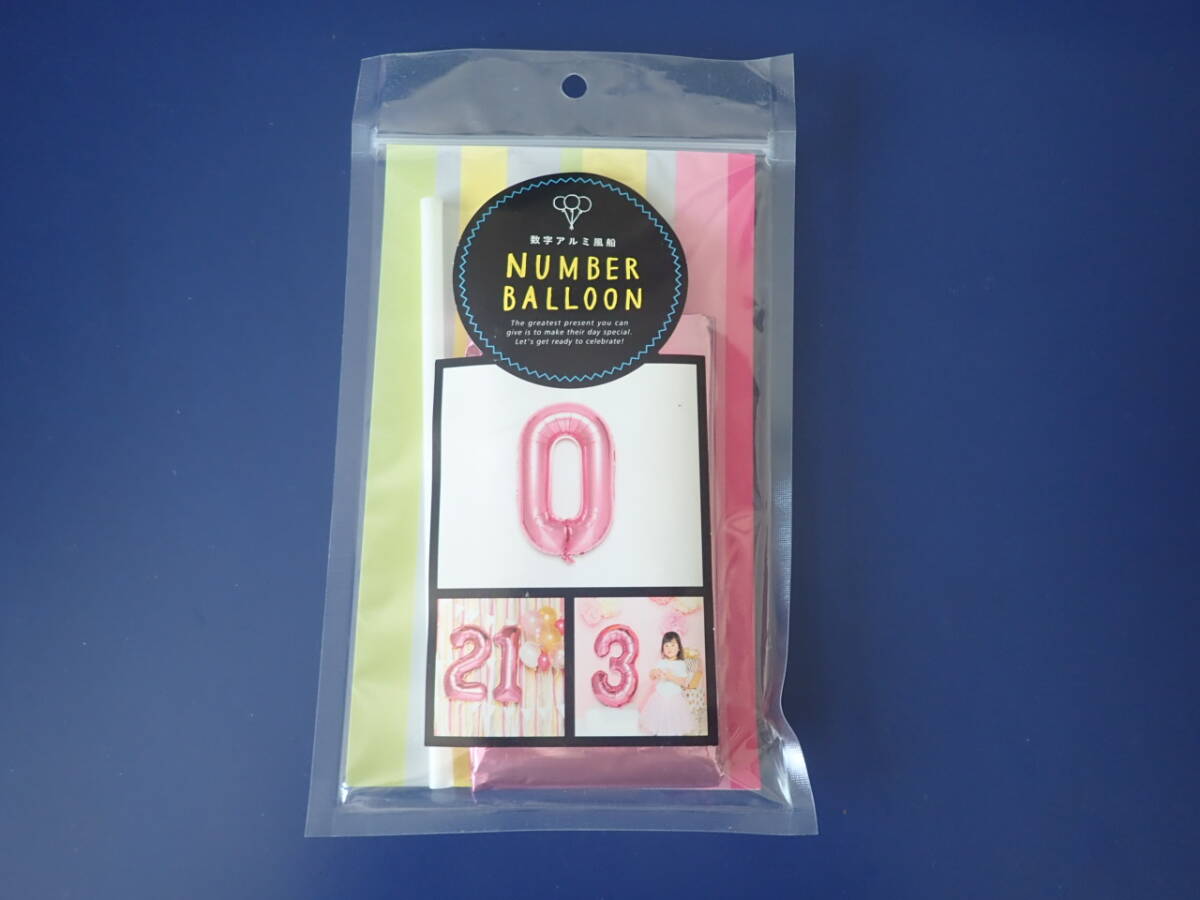 数字アルミ風船
NUMBER
BALLOON
The greatest present you can
give is to make their day special.
Let's get ready to celebrate!
0
21
3